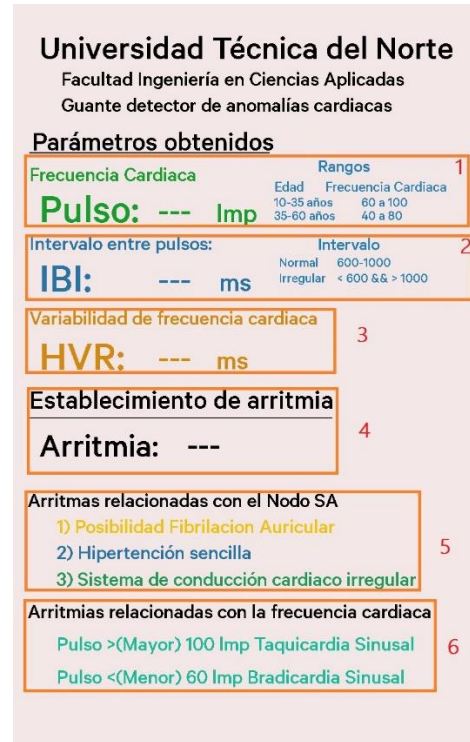 Universidad Técnica del Norte
Facultad Ingeniería en Ciencias Aplicadas
Guante detector de anomalías cardiacas
Parámetros obtenidos
Frecuencia Cardiaca
Pulso: --- Imp
Rangos
Edad Frecuencia Cardiaca
10-35 años 60 a 100
35-60 años 40 a 80
1
Intervalo entre pulsos:
IBI: --- ms
Intervalo
Normal 600-1000
Irregular < 600 && > 1000
2
Variabilidad de frecuencia cardiaca
HVR: --- ms
3
Establecimiento de arritmia
Arritmia: ---
4
Arritmas relacionadas con el Nodo SA
1) Posibilidad Fibrilacion Auricular
2) Hipertención sencilla
3) Sistema de conducción cardiaco irregular
5
Arritmias relacionadas con la frecuencia cardiaca
Pulso >(Mayor) 100 Imp Taquicardia Sinusal
Pulso <(Menor) 60 Imp Bradicardia Sinusal
6